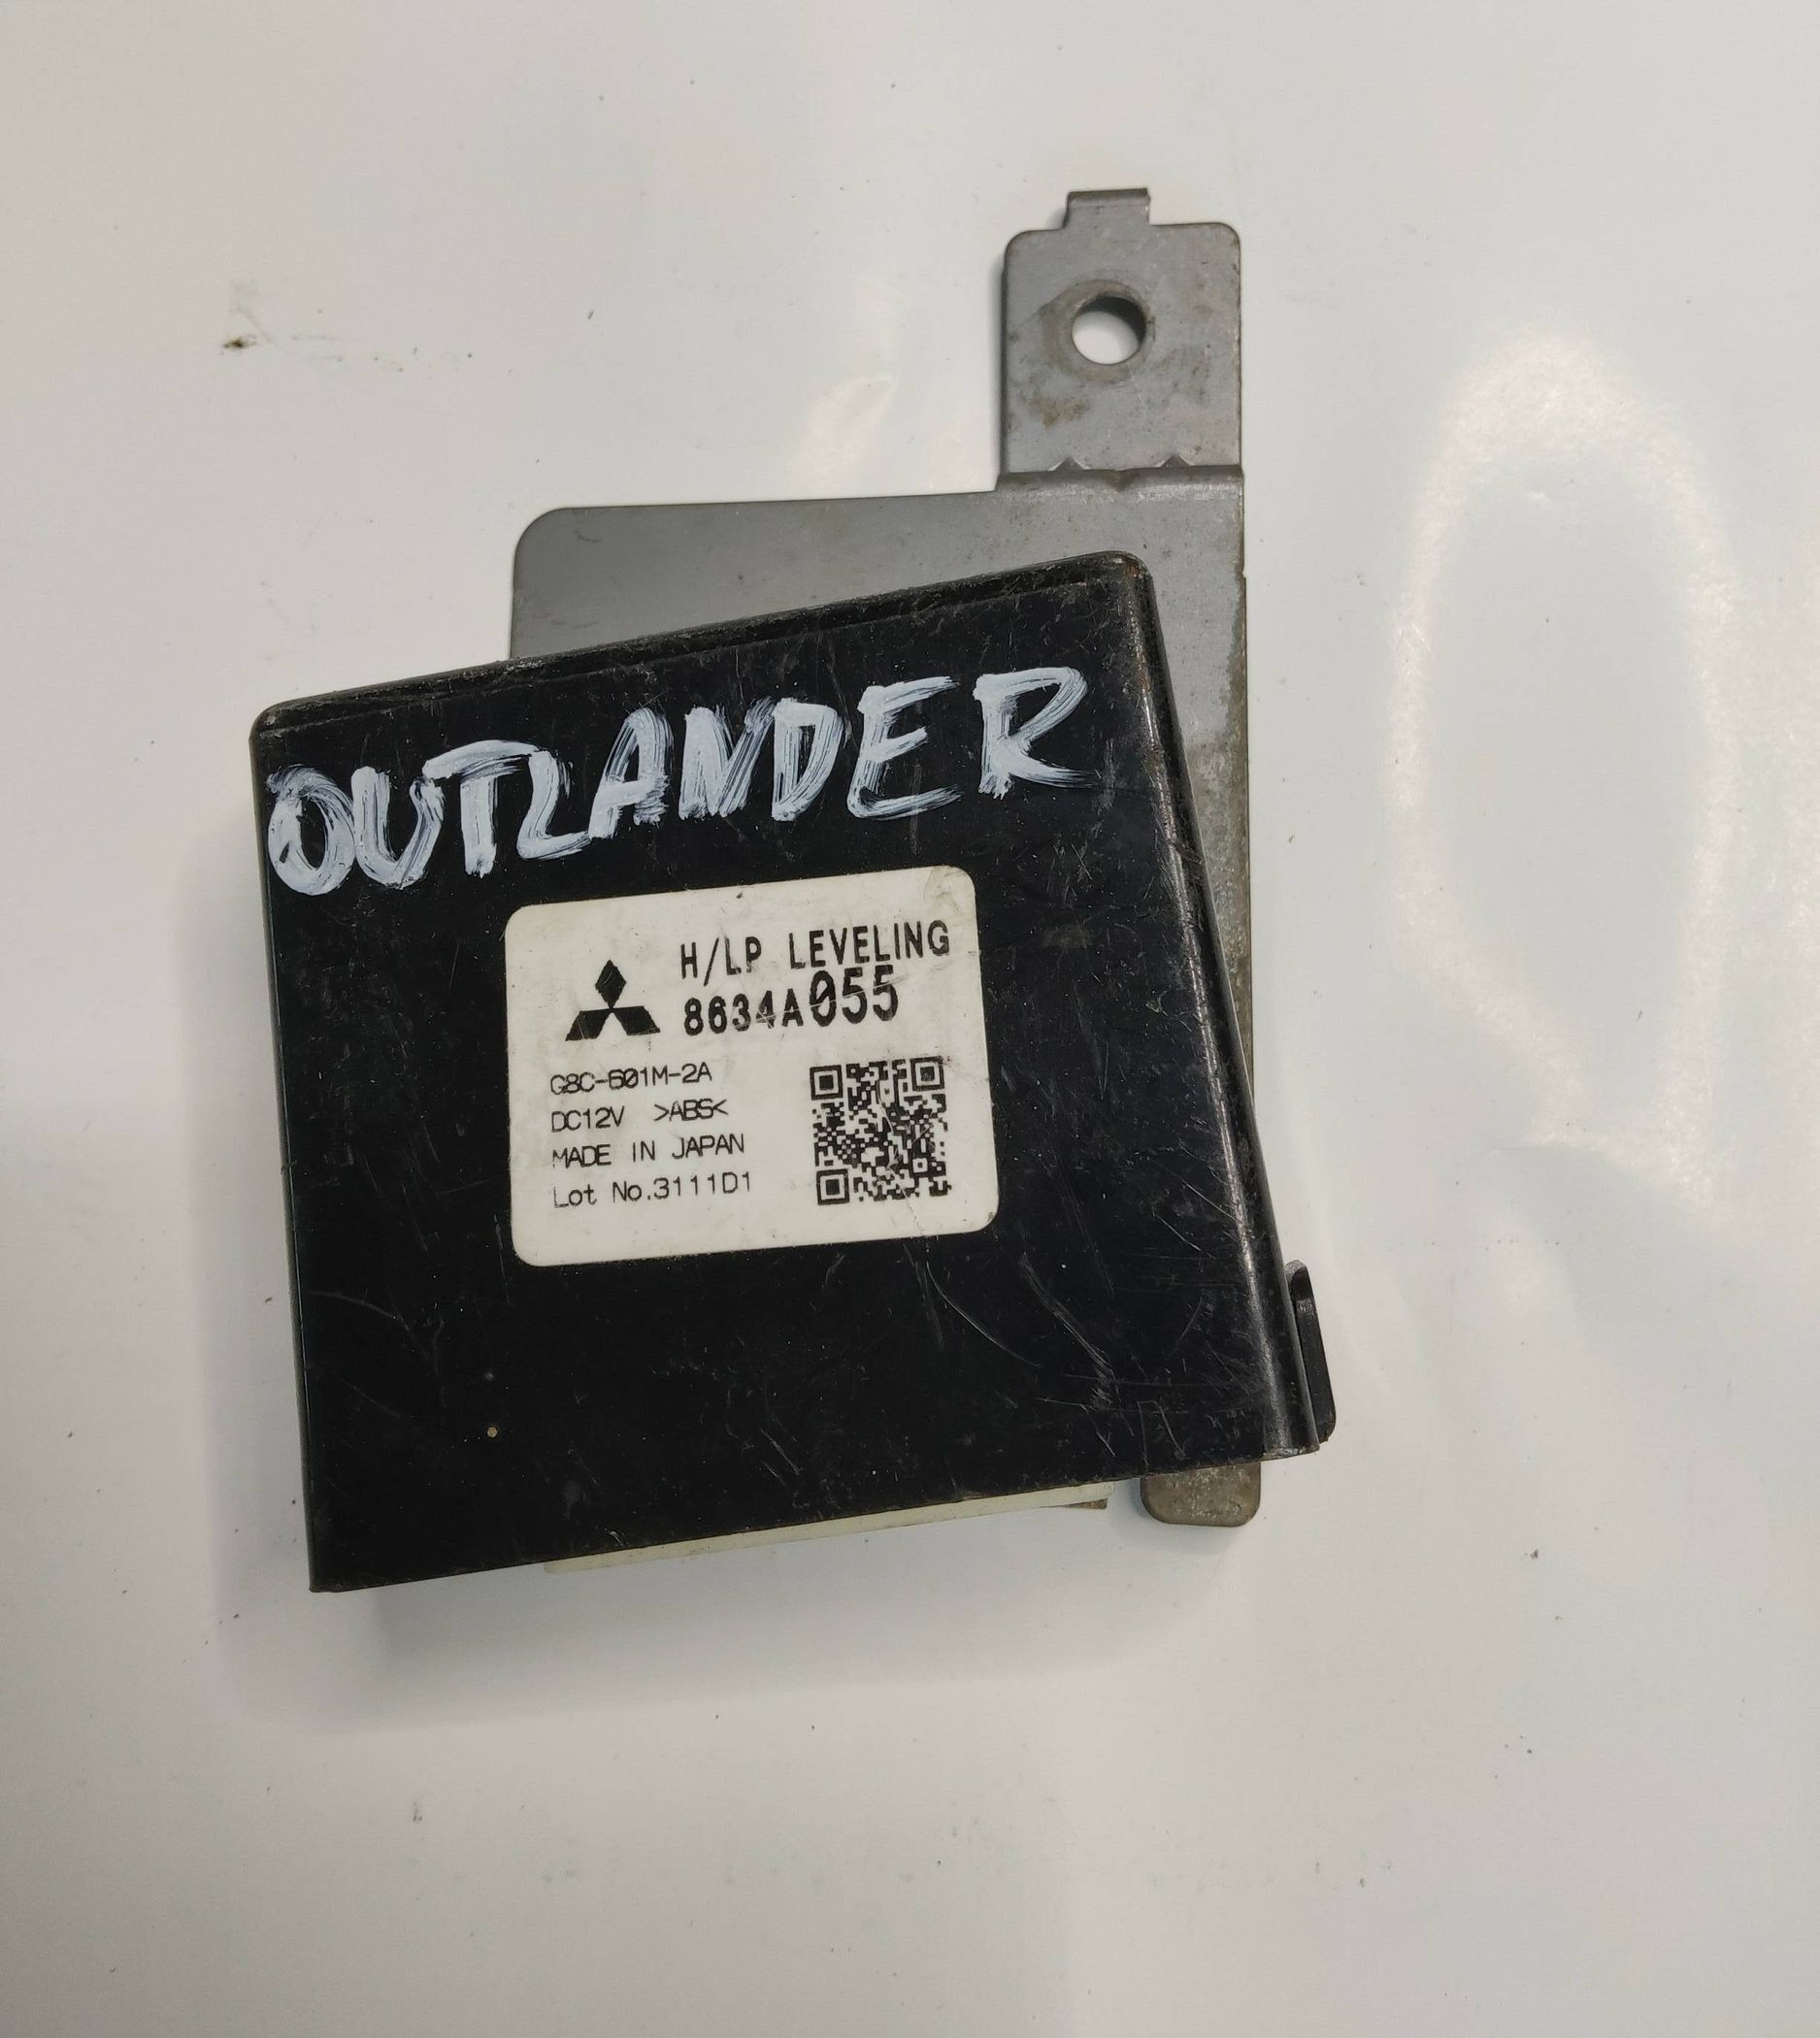 OUTLANDER
H/LP LEVELING
8634A055
G8C-601M-2A
DC12V >ABS<
MADE IN JAPAN
Lot No.3111D1